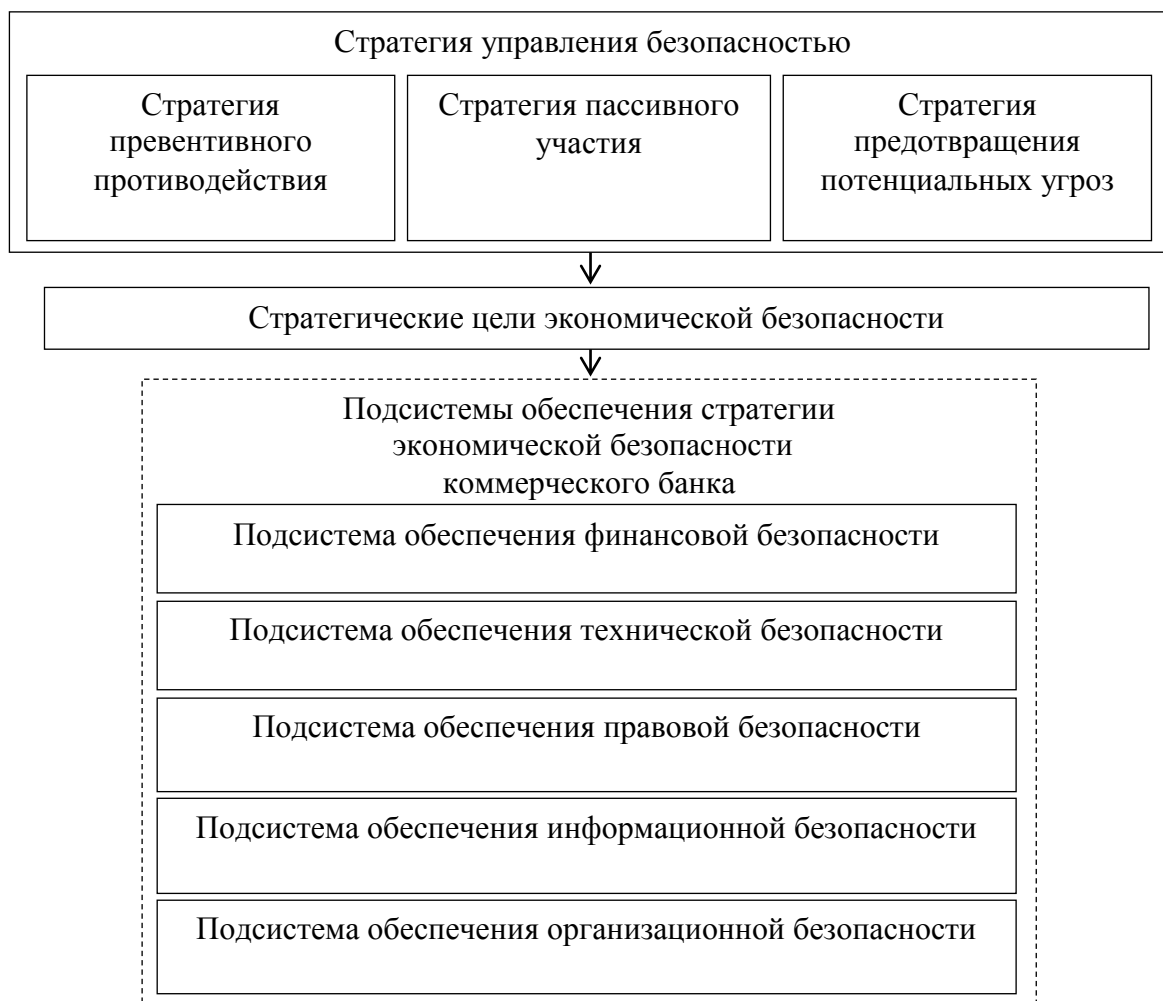 Стратегия управления безопасностью
Стратегия
превентивного
противодействия
Стратегия пассивного
участия
Стратегия
предотвращения
потенциальных угроз
Стратегические цели экономической безопасности
Подсистемы обеспечения стратегии
экономической безопасности
коммерческого банка
Подсистема обеспечения финансовой безопасности
Подсистема обеспечения технической безопасности
Подсистема обеспечения правовой безопасности
Подсистема обеспечения информационной безопасности
Подсистема обеспечения организационной безопасности